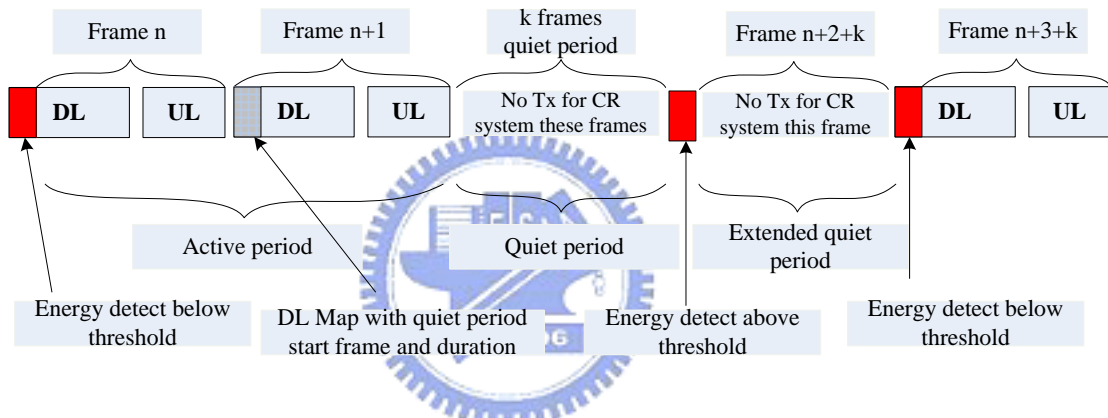 Frame n
Frame n+1
k frames
quiet period
Frame n+2+k
Frame n+3+k
DL
UL
DL
UL
No Tx for CR
system these frames
No Tx for CR
system this frame
DL
UL
Active period
Quiet period
Extended quiet
period
Energy detect below
threshold
DL Map with quiet period
start frame and duration
Energy detect above
threshold
Energy detect below
threshold